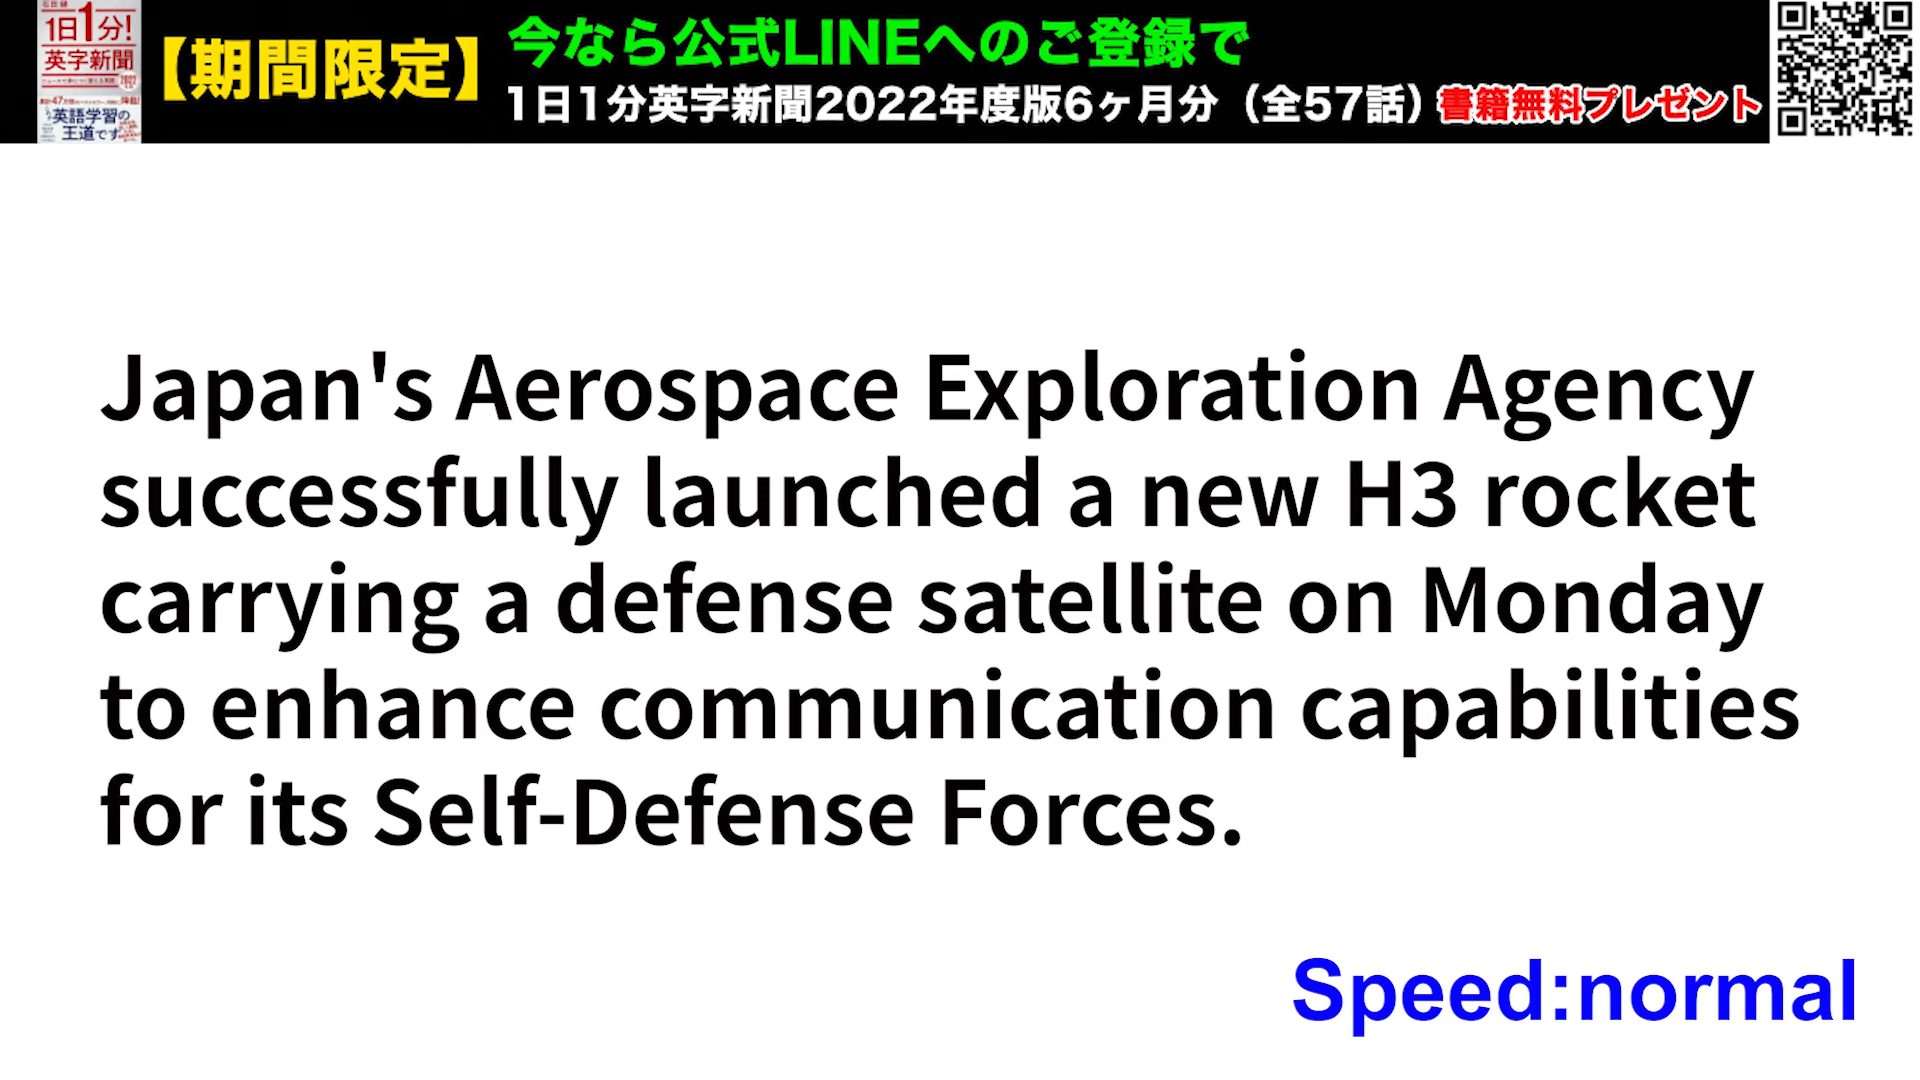 石田 健
1日1分!
英字新聞
2022
英語学習の
王道です
【期間限定】
今なら公式LINEへのご登録で
1日1分英字新聞2022年度版6ヶ月分（全57話）書籍無料プレゼント
Japan's Aerospace Exploration Agency
successfully launched a new H3 rocket
carrying a defense satellite on Monday
to enhance communication capabilities
for its Self-Defense Forces.
Speed:normal